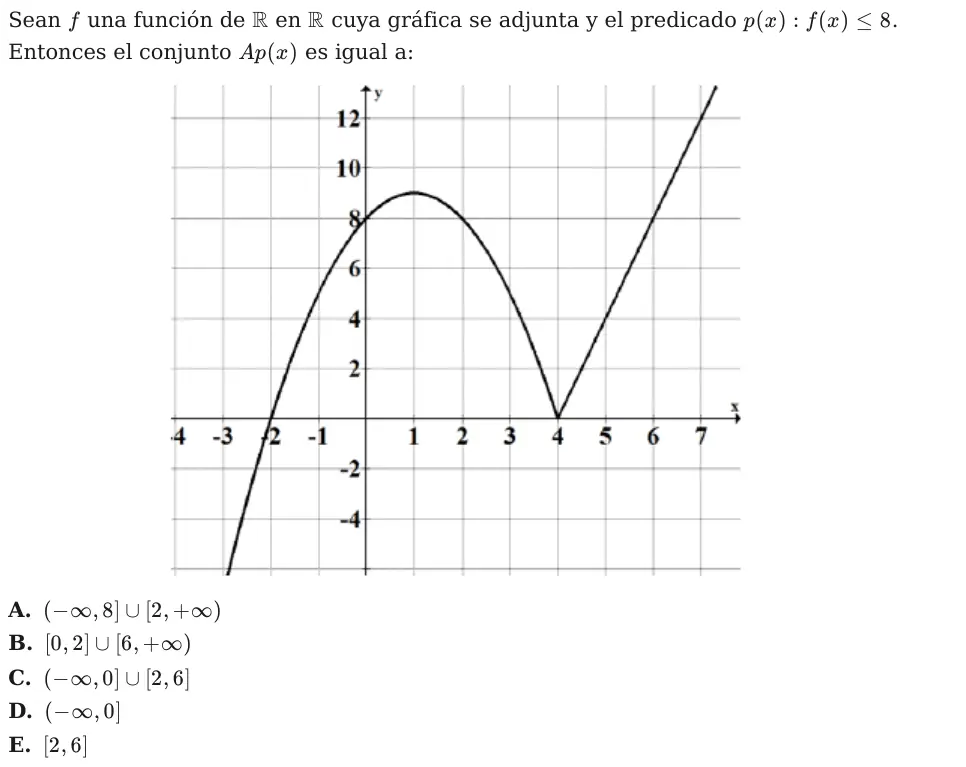 Sean f una función de ℝ en ℝ cuya gráfica se adjunta y el predicado p(x) : f(x) ≤ 8.
Entonces el conjunto Ap(x) es igual a:
y
12
10
8
6
4
2
x
-4 -3 -2 -1 1 2 3 4 5 6 7
-2
-4
A. (−∞, 8] ∪ [2, +∞)
B. [0, 2] ∪ [6, +∞)
C. (−∞, 0] ∪ [2, 6]
D. (−∞, 0]
E. [2, 6]